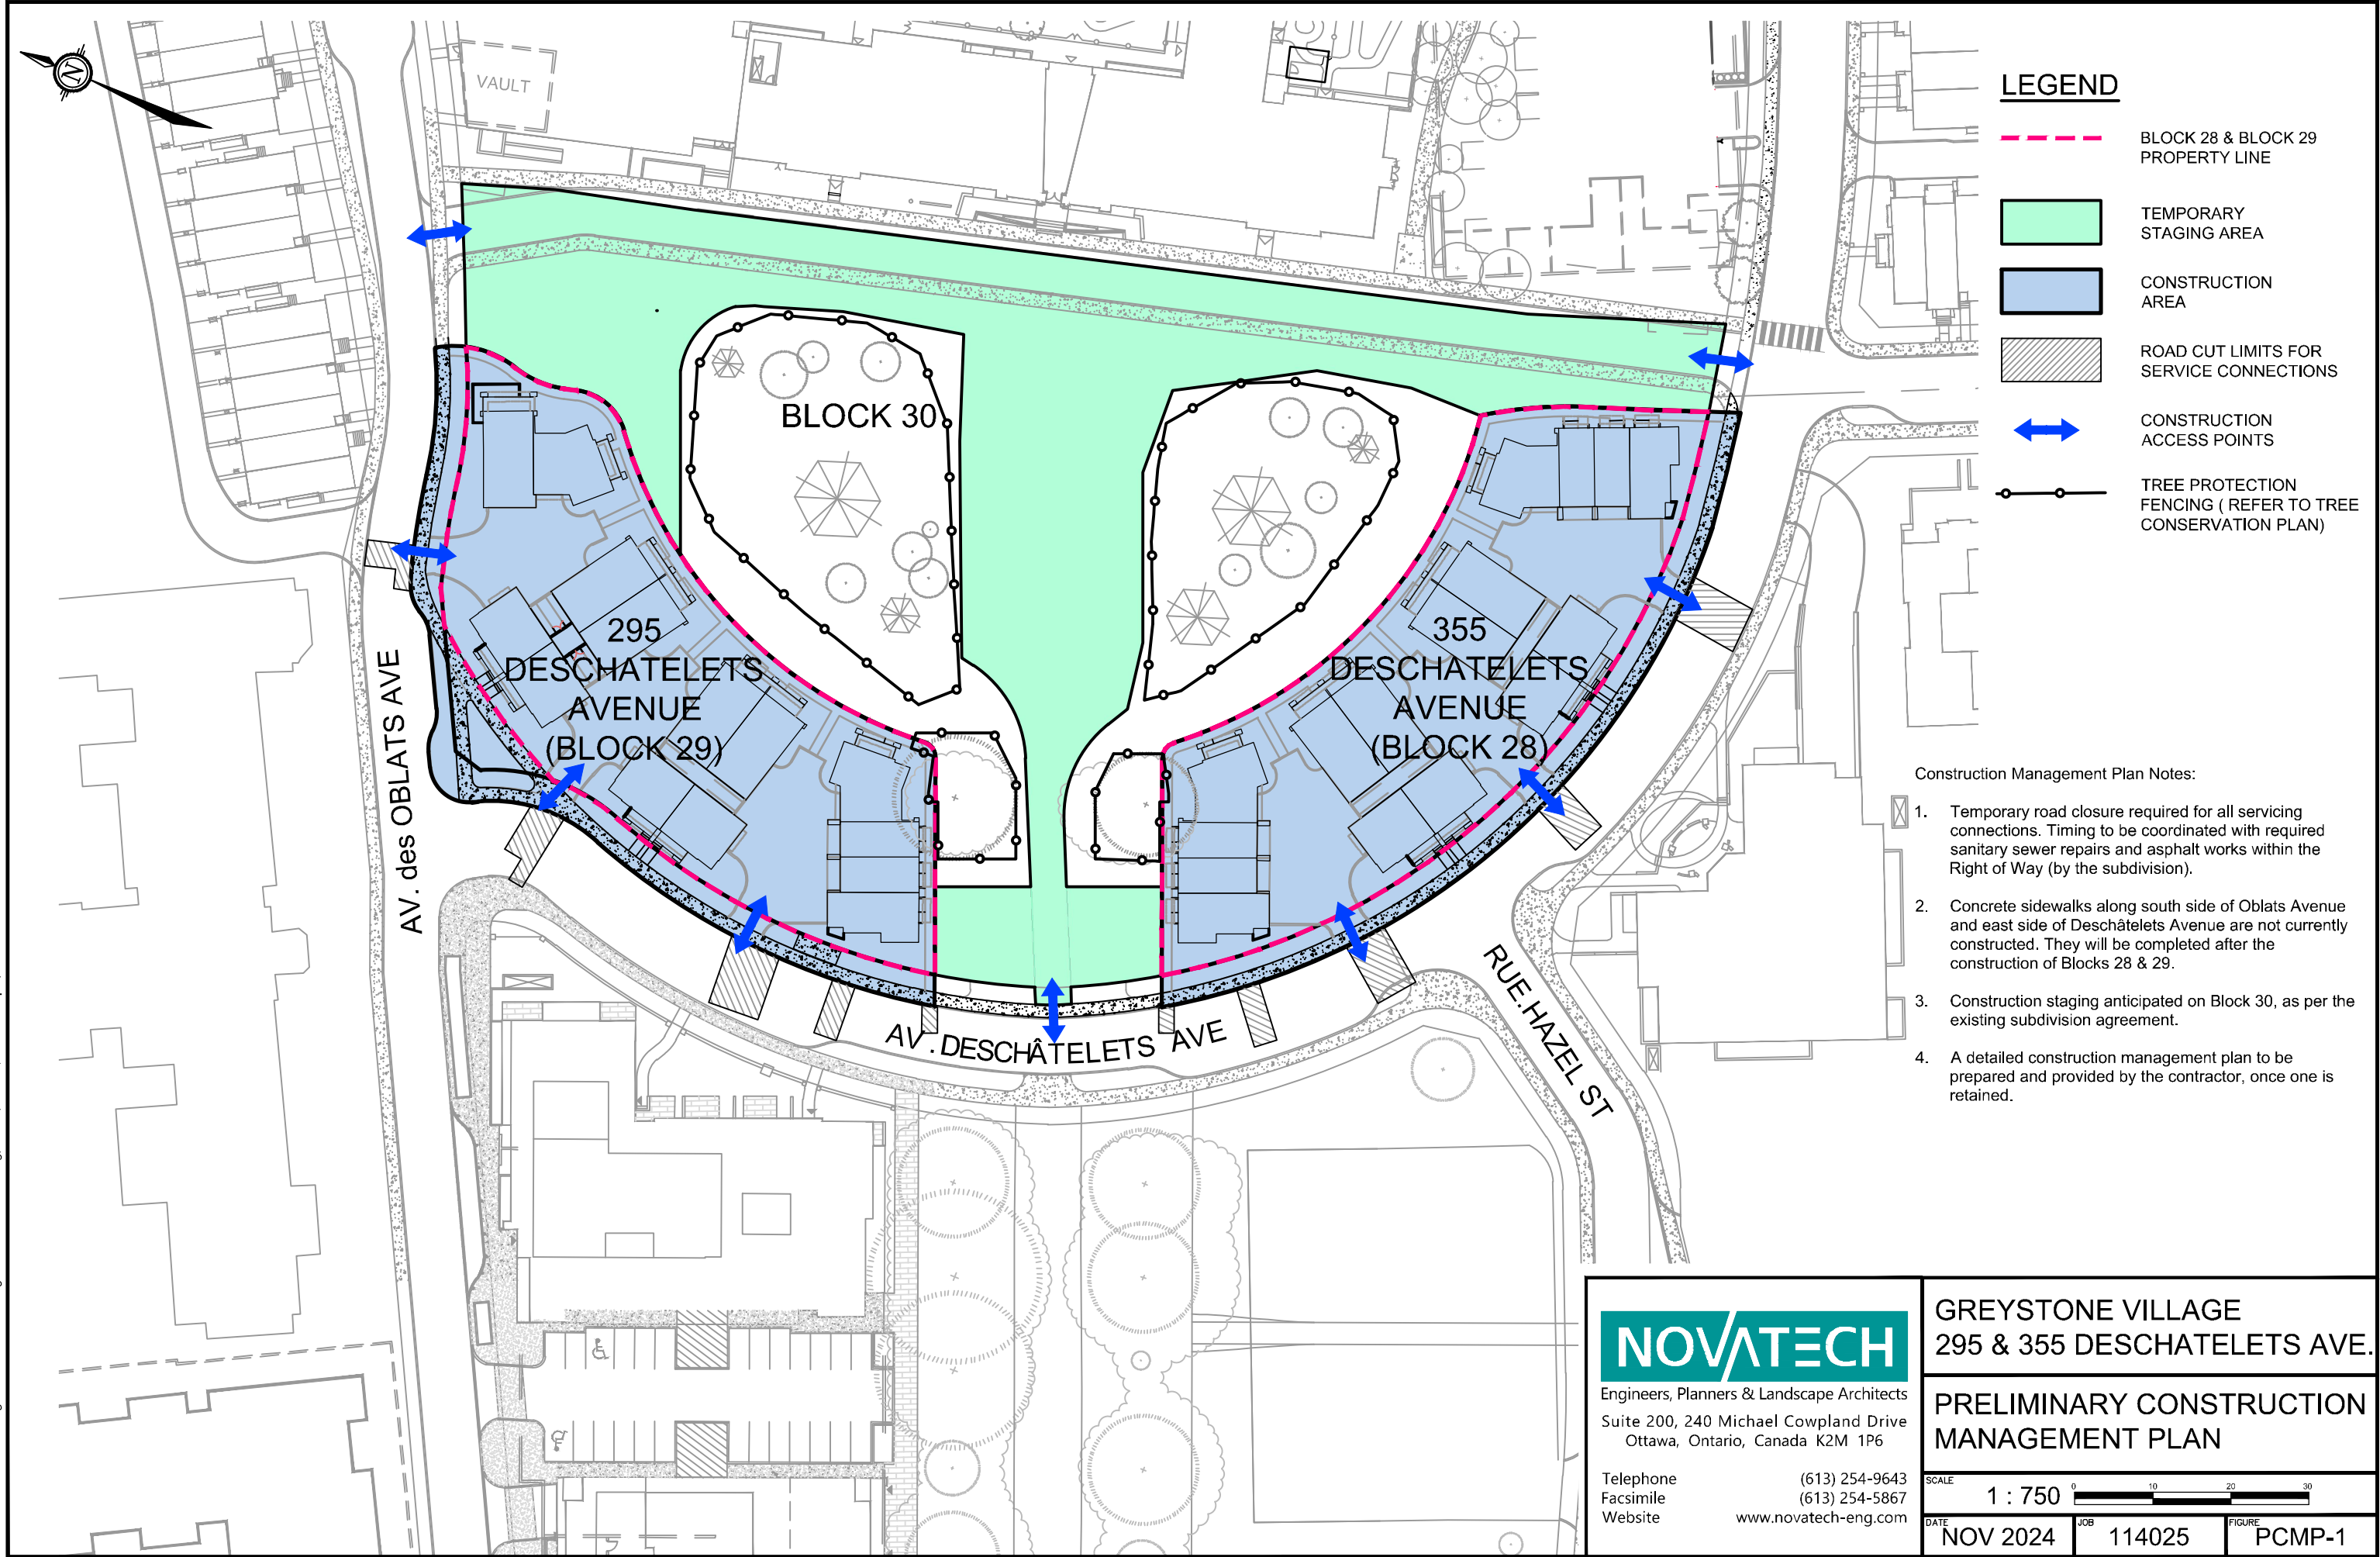 N
VAULT
BLOCK 30
295
DESCHATELETS
AVENUE
(BLOCK 29)
355
DESCHATELETS
AVENUE
(BLOCK 28)
AV. des OBLATS AVE
AV. DESCHÂTELETS AVE
RUE.HAZEL ST
LEGEND
BLOCK 28 & BLOCK 29
PROPERTY LINE
TEMPORARY
STAGING AREA
CONSTRUCTION
AREA
ROAD CUT LIMITS FOR
SERVICE CONNECTIONS
CONSTRUCTION
ACCESS POINTS
TREE PROTECTION
FENCING ( REFER TO TREE
CONSERVATION PLAN)
Construction Management Plan Notes:
1. Temporary road closure required for all servicing
connections. Timing to be coordinated with required
sanitary sewer repairs and asphalt works within the
Right of Way (by the subdivision).
2. Concrete sidewalks along south side of Oblats Avenue
and east side of Deschâtelets Avenue are not currently
constructed. They will be completed after the
construction of Blocks 28 & 29.
3. Construction staging anticipated on Block 30, as per the
existing subdivision agreement.
4. A detailed construction management plan to be
prepared and provided by the contractor, once one is
retained.
NOVATECH
Engineers, Planners & Landscape Architects
Suite 200, 240 Michael Cowpland Drive
Ottawa, Ontario, Canada K2M 1P6
Telephone (613) 254-9643
Facsimile (613) 254-5867
Website www.novatech-eng.com
GREYSTONE VILLAGE
295 & 355 DESCHATELETS AVE.
PRELIMINARY CONSTRUCTION
MANAGEMENT PLAN
SCALE
1 : 750
0 10 20 30
DATE NOV 2024
JOB 114025
FIGURE PCMP-1